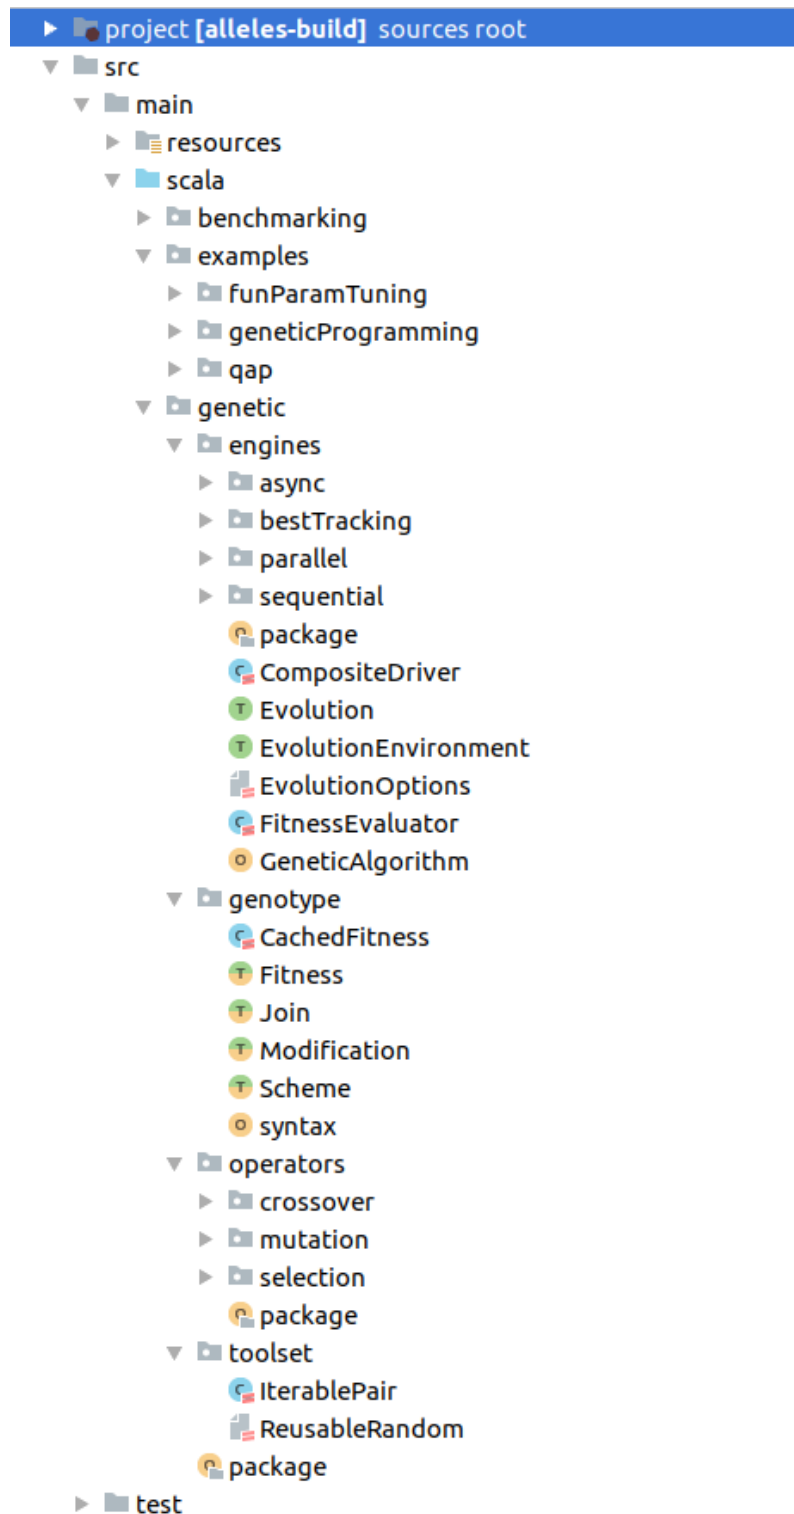 project [alleles-build] sources root
src
main
resources
scala
benchmarking
examples
funParamTuning
geneticProgramming
qap
genetic
engines
async
bestTracking
parallel
sequential
package
CompositeDriver
Evolution
EvolutionEnvironment
EvolutionOptions
FitnessEvaluator
GeneticAlgorithm
genotype
CachedFitness
Fitness
Join
Modification
Scheme
syntax
operators
crossover
mutation
selection
package
toolset
IterablePair
ReusableRandom
package
test